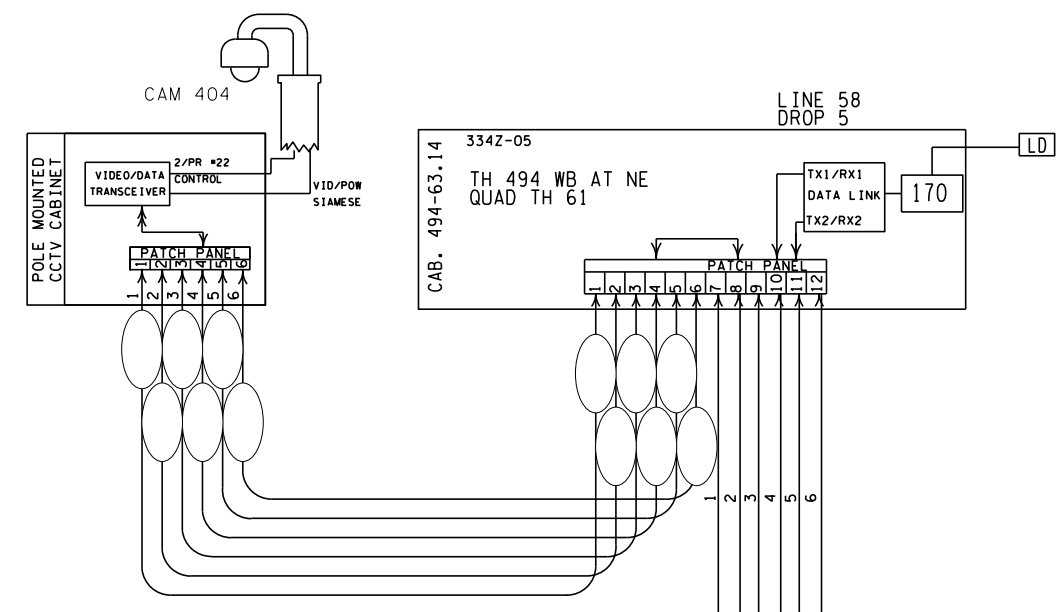 CAM 404
LINE 58
DROP 5
POLE MOUNTED
CCTV CABINET
VIDEO/DATA
TRANSCEIVER
2/PR #22
CONTROL
VID/POW
SIAMESE
PATCH PANEL
1 2 3 4 5 6
1 2 3 4 5 6
CAB. 494-63.14
334Z-05
TH 494 WB AT NE
QUAD TH 61
TX1/RX1
DATA LINK
TX2/RX2
170
LD
PATCH PANEL
1 2 3 4 5 6 7 8 9 10 11 12
1 2 3 4 5 6